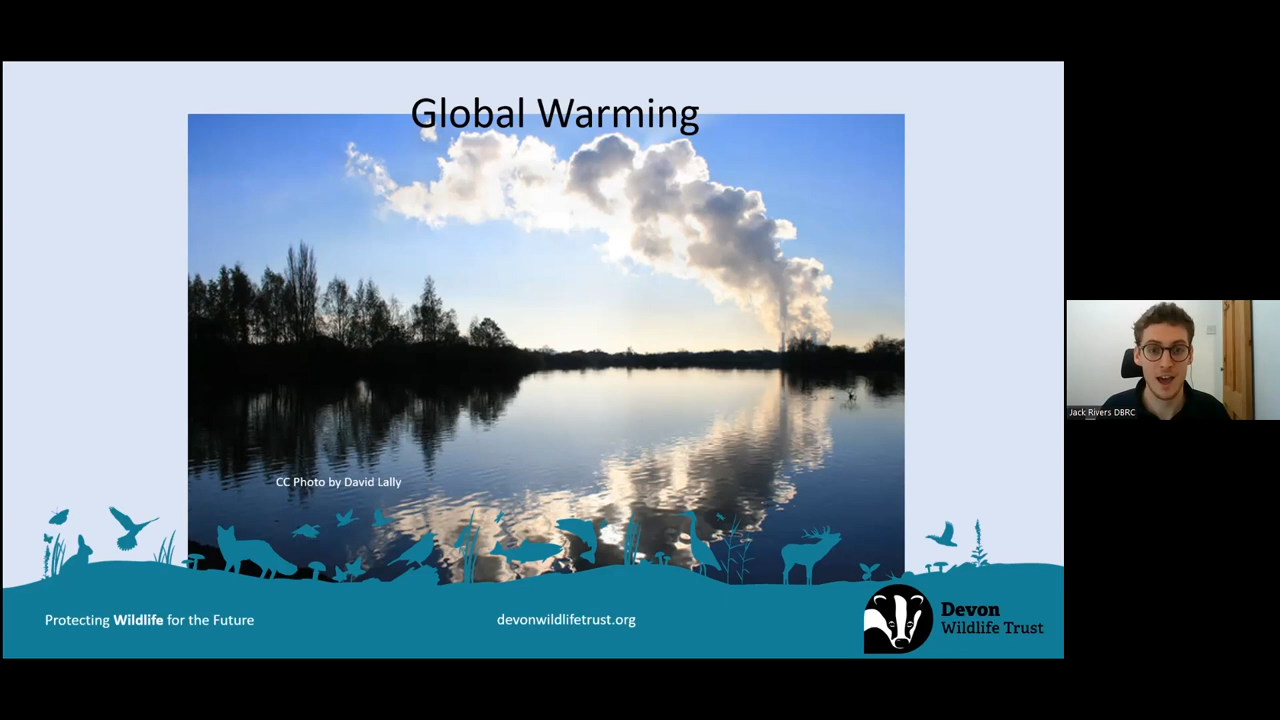 Global Warming
CC Photo by David Lally
Jack Rivers DBRC
Protecting Wildlife for the Future
devonwildlifetrust.org
Devon
Wildlife Trust